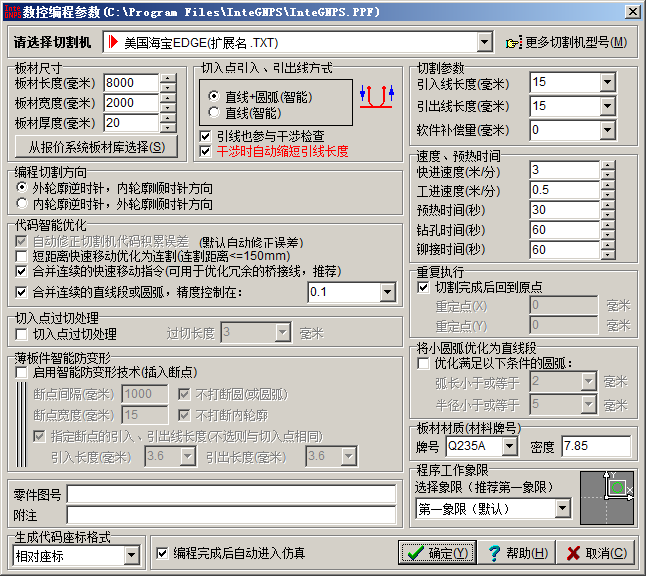 数控编程参数(C:\Program Files\InteGNPS\InteGNPS.PPF)
请选择切割机 美国海宝EDGE(扩展名.TXT) 更多切割机型号(M)
板材尺寸
板材长度(毫米) 8000
板材宽度(毫米) 2000
板材厚度(毫米) 20
从报价系统板材库选择(S)
切入点引入、引出线方式
直线+圆弧(智能)
直线(智能)
引线也参与干涉检查
干涉时自动缩短引线长度
切割参数
引入线长度(毫米) 15
引出线长度(毫米) 15
软件补偿量(毫米) 0
编程切割方向
外轮廓逆时针，内轮廓顺时针方向
内轮廓逆时针，外轮廓顺时针方向
速度、预热时间
快进速度(米/分) 3
工进速度(米/分) 0.5
预热时间(秒) 30
钻孔时间(秒) 60
铆接时间(秒) 60
代码智能优化
自动修正切割机代码积累误差 (默认自动修正误差)
短距离快速移动优化为连割(连割距离<=150mm)
合并连续的快速移动指令(可用于优化冗余的桥接线，推荐)
合并连续的直线段或圆弧，精度控制在： 0.1
重复执行
切割完成后回到原点
重定点(X) 0 毫米
重定点(Y) 0 毫米
切入点过切处理
切入点过切处理 过切长度 3 毫米
将小圆弧优化为直线段
优化满足以下条件的圆弧：
弧长小于或等于 2 毫米
半径小于或等于 5 毫米
薄板件智能防变形
启用智能防变形技术(插入断点)
断点间隔(毫米) 1000 不打断圆(或圆弧)
断点宽度(毫米) 15 不打断内轮廓
指定断点的引入、引出线长度(不选则与切入点相同)
引入长度(毫米) 3.6 引出长度(毫米) 3.6
板材材质(材料牌号)
牌号 Q235A 密度 7.85
程序工作象限
选择象限（推荐第一象限）
第一象限（默认）
Y
X
零件图号
附注
生成代码座标格式
相对座标
编程完成后自动进入仿真 确定(Y) 帮助(H) 取消(C)